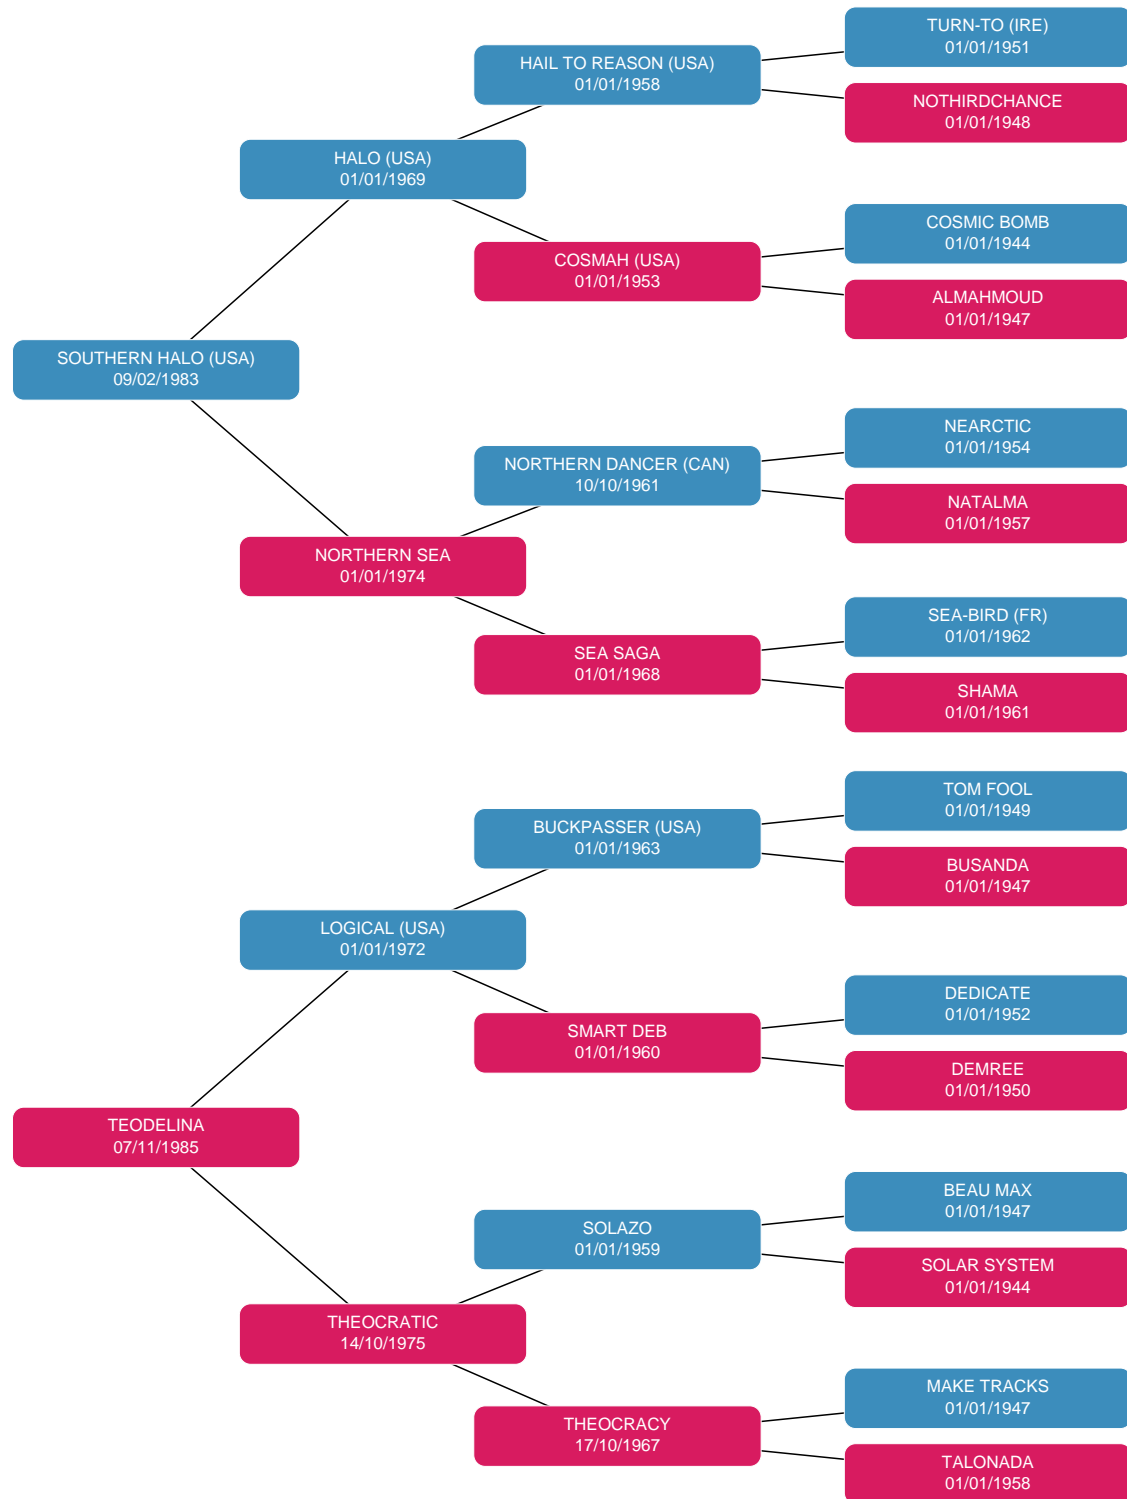 TURN-TO (IRE)
01/01/1951
HAIL TO REASON (USA)
01/01/1958
NOTHIRDCHANCE
01/01/1948
HALO (USA)
01/01/1969
COSMIC BOMB
01/01/1944
COSMAH (USA)
01/01/1953
ALMAHMOUD
01/01/1947
SOUTHERN HALO (USA)
09/02/1983
NEARCTIC
01/01/1954
NORTHERN DANCER (CAN)
10/10/1961
NATALMA
01/01/1957
NORTHERN SEA
01/01/1974
SEA-BIRD (FR)
01/01/1962
SEA SAGA
01/01/1968
SHAMA
01/01/1961
TOM FOOL
01/01/1949
BUCKPASSER (USA)
01/01/1963
BUSANDA
01/01/1947
LOGICAL (USA)
01/01/1972
DEDICATE
01/01/1952
SMART DEB
01/01/1960
DEMREE
01/01/1950
TEODELINA
07/11/1985
BEAU MAX
01/01/1947
SOLAZO
01/01/1959
SOLAR SYSTEM
01/01/1944
THEOCRATIC
14/10/1975
MAKE TRACKS
01/01/1947
THEOCRACY
17/10/1967
TALONADA
01/01/1958